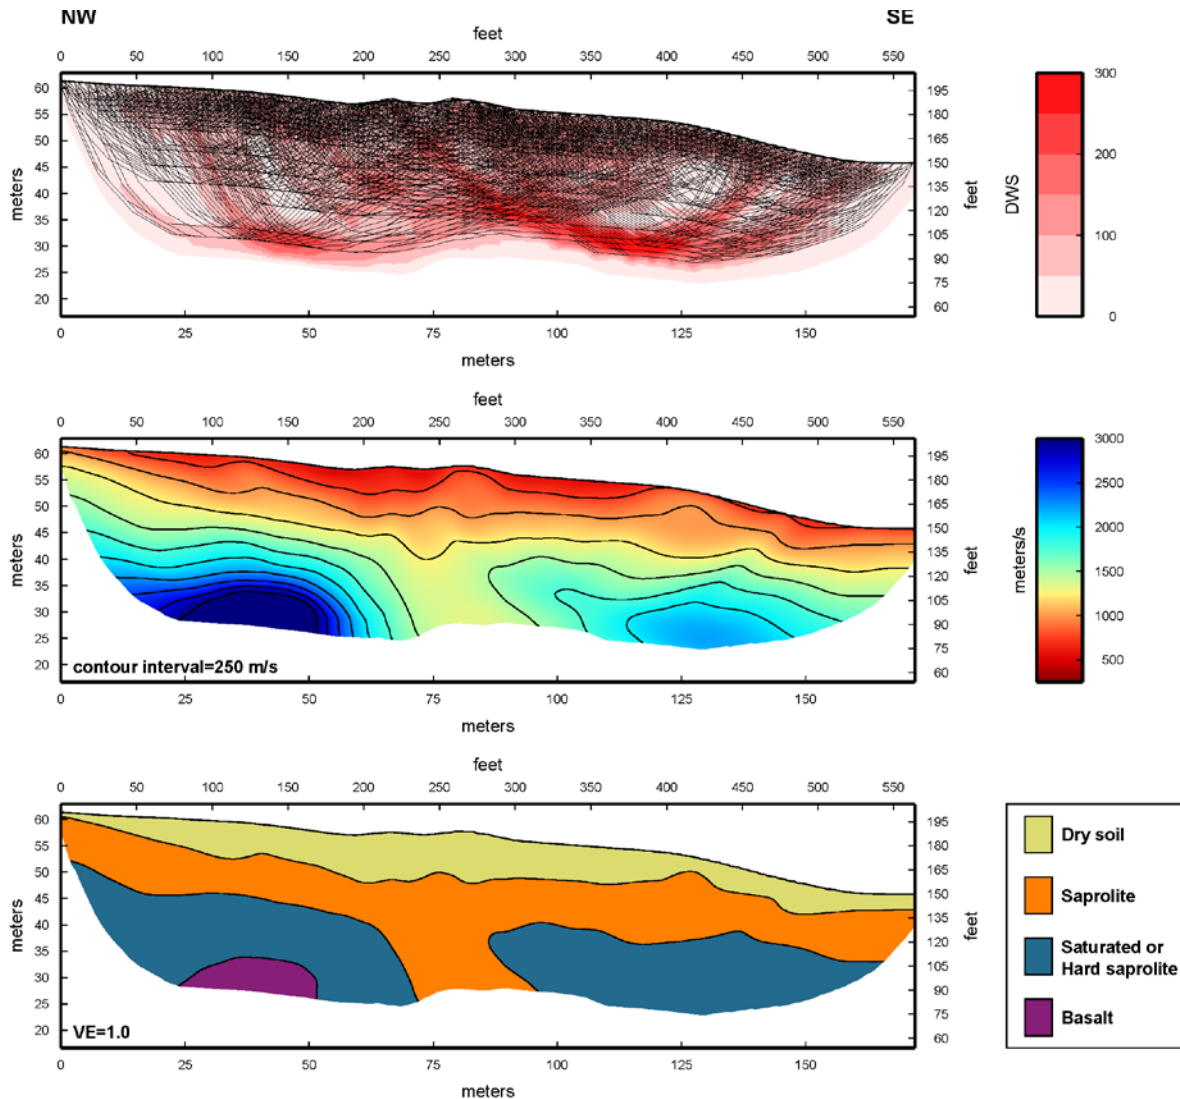 NW SE
feet
0 50 100 150 200 250 300 350 400 450 500 550
60 55 50 45 40 35 30 25 20
meters
195 180 165 150 135 120 105 90 75 60
feet
0 25 50 75 100 125 150
meters
300
200
100
0
DWS
feet
0 50 100 150 200 250 300 350 400 450 500 550
60 55 50 45 40 35 30 25 20
meters
195 180 165 150 135 120 105 90 75 60
feet
contour interval=250 m/s
0 25 50 75 100 125 150
meters
3000
2500
2000
1500
1000
500
meters/s
feet
0 50 100 150 200 250 300 350 400 450 500 550
60 55 50 45 40 35 30 25 20
meters
195 180 165 150 135 120 105 90 75 60
feet
VE=1.0
0 25 50 75 100 125 150
meters
Dry soil
Saprolite
Saturated or
Hard saprolite
Basalt